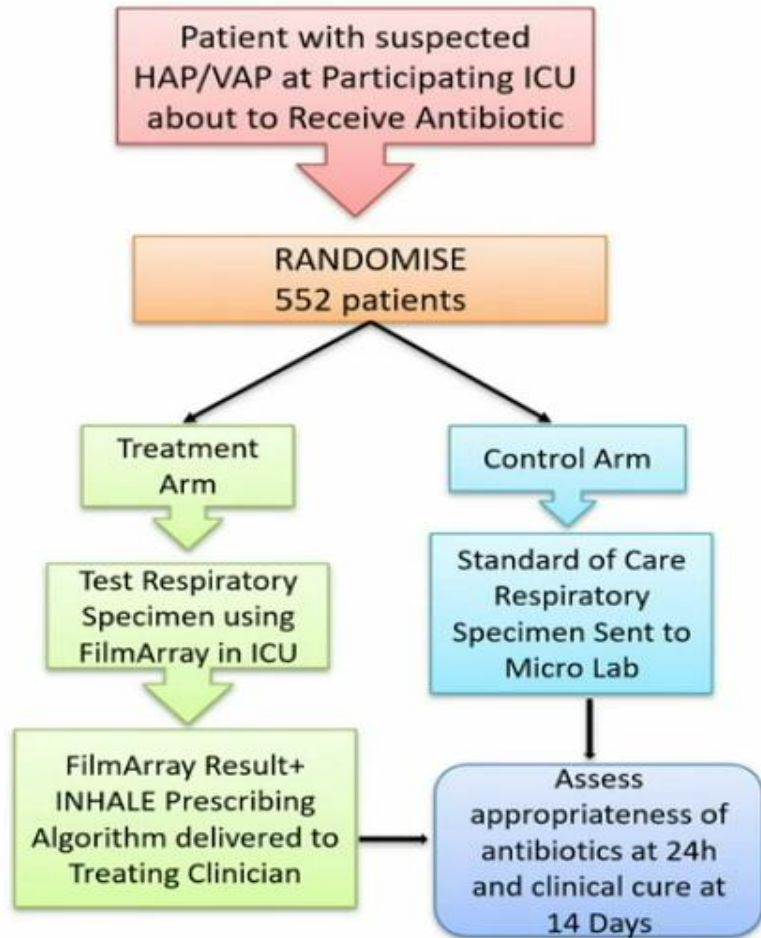 Patient with suspected
HAP/VAP at Participating ICU
about to Receive Antibiotic
RANDOMISE
552 patients
Treatment
Arm
Test Respiratory
Specimen using
FilmArray in ICU
FilmArray Result+
INHALE Prescribing
Algorithm delivered to
Treating Clinician
Control Arm
Standard of Care
Respiratory
Specimen Sent to
Micro Lab
Assess
appropriateness of
antibiotics at 24h
and clinical cure at
14 Days